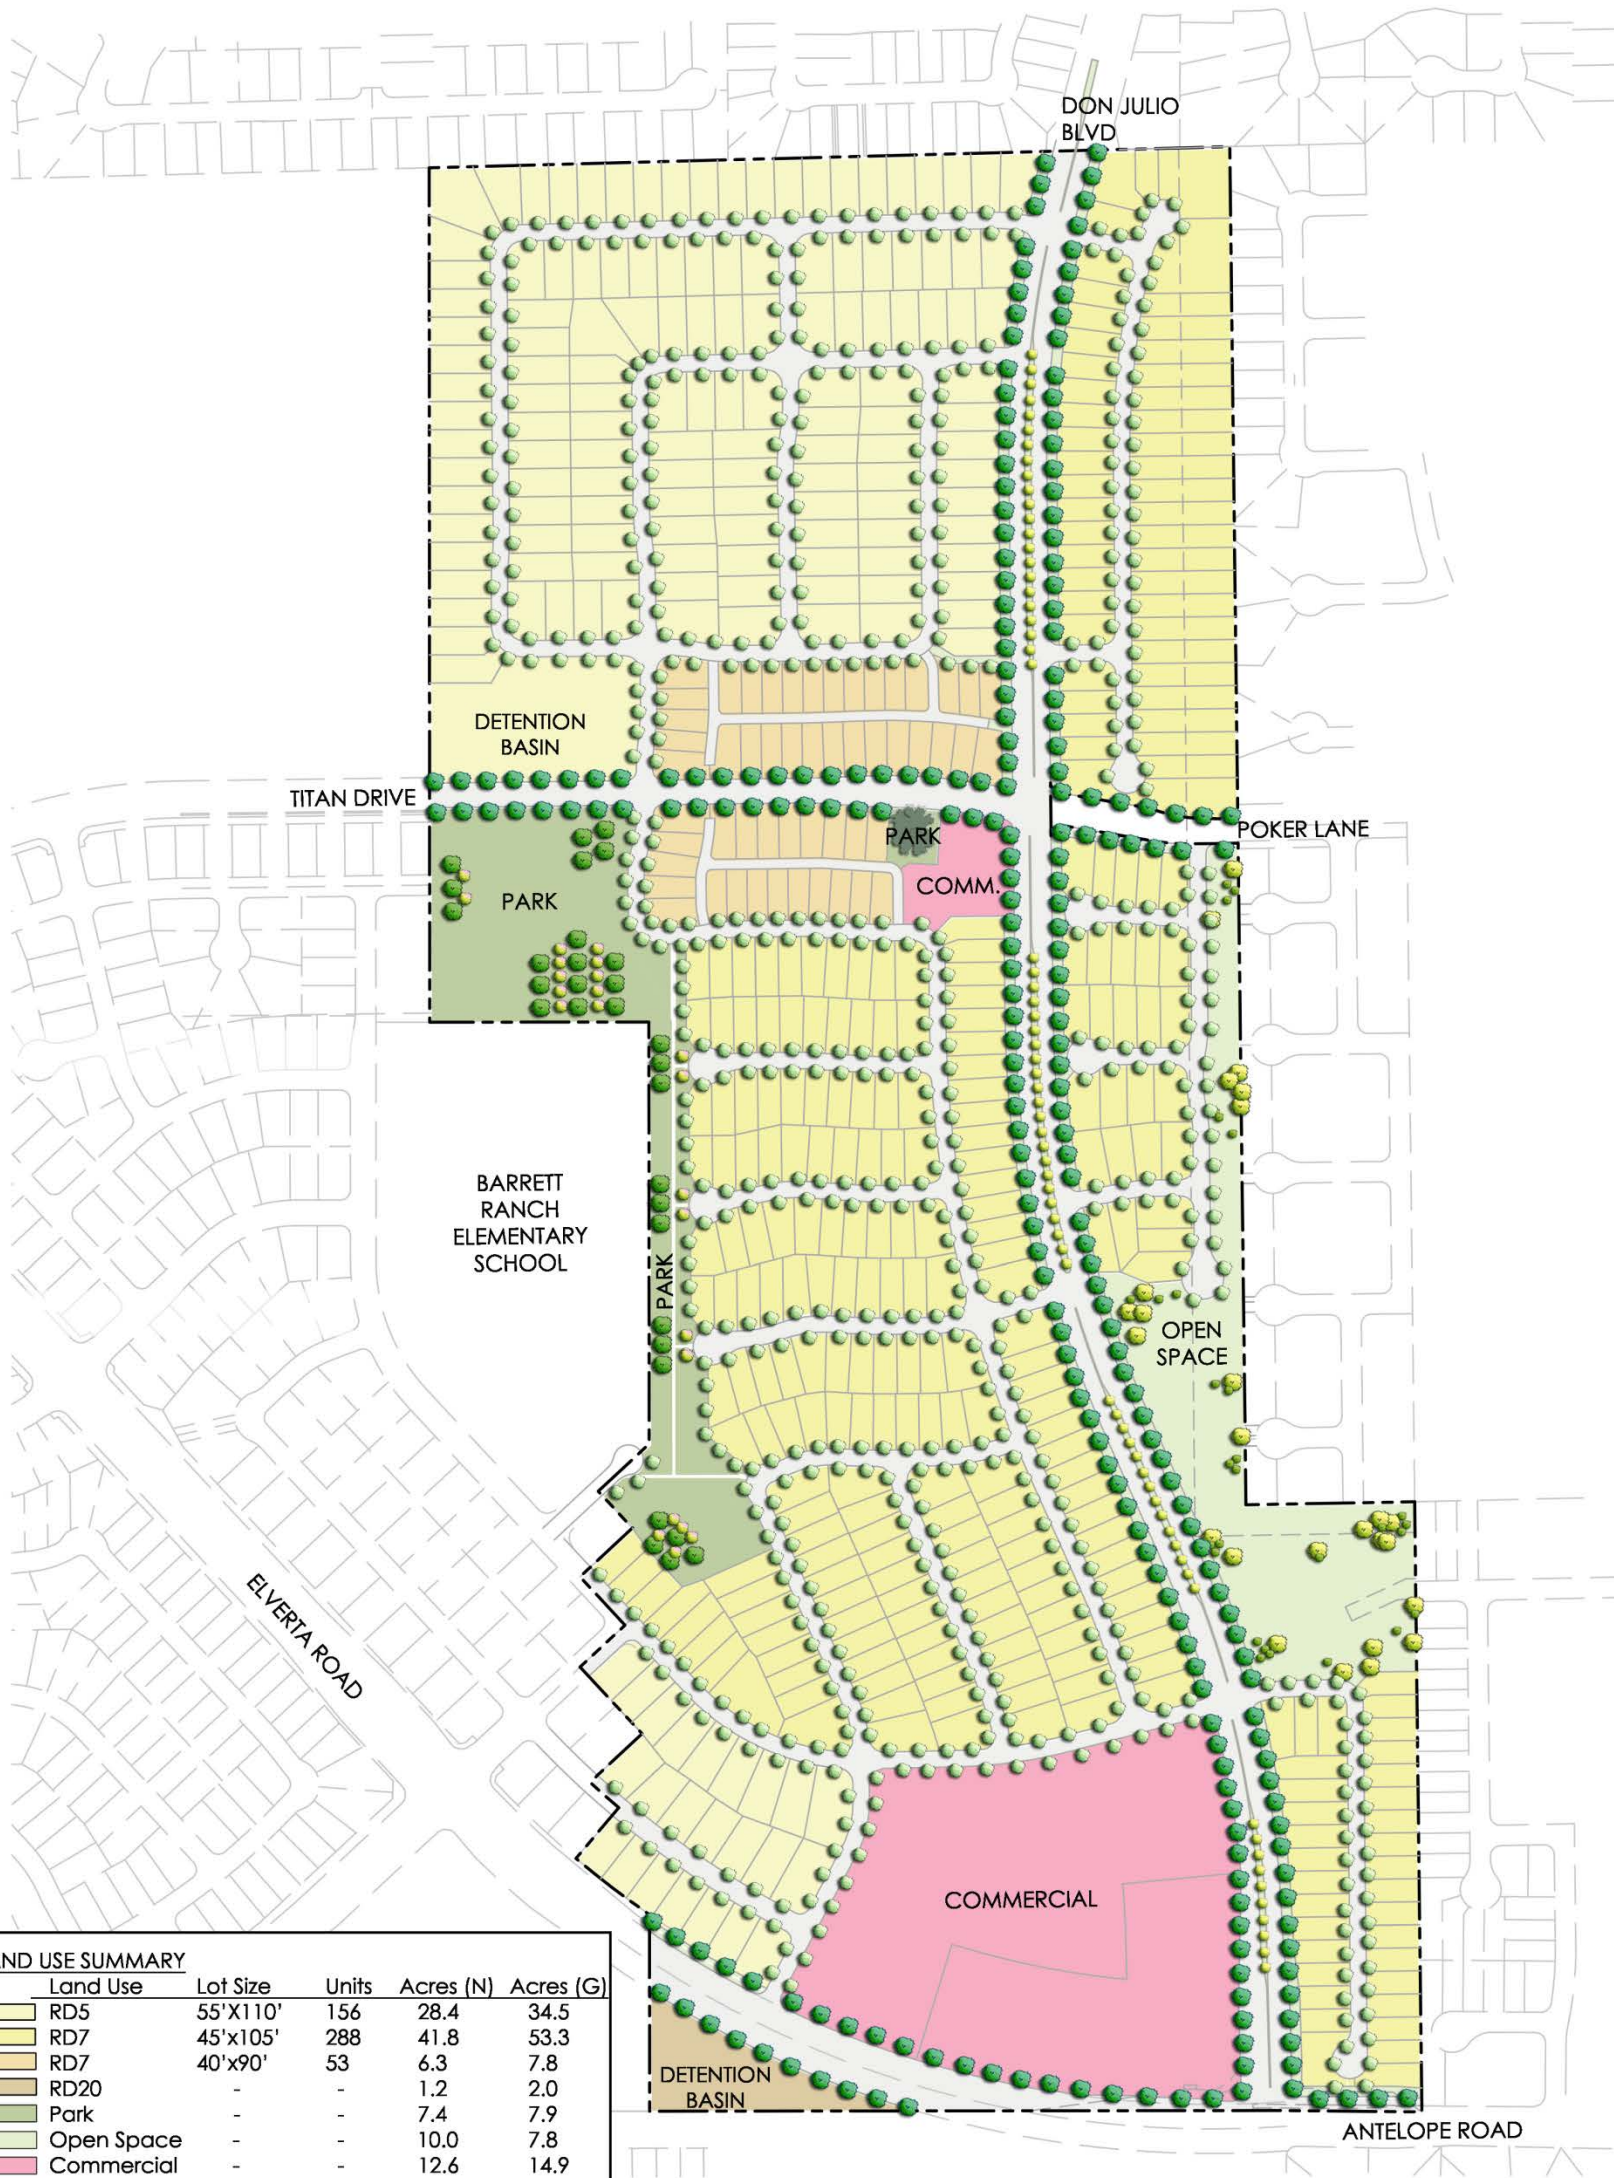 DON JULIO
BLVD
DETENTION
BASIN
TITAN DRIVE
POKER LANE
PARK
COMM.
PARK
BARRETT
RANCH
ELEMENTARY
SCHOOL
PARK
OPEN
SPACE
ELVERTA ROAD
COMMERCIAL
DETENTION
BASIN
ANTELOPE ROAD
ND USE SUMMARY
Land Use Lot Size Units Acres (N) Acres (G)
RD5 55'X110' 156 28.4 34.5
RD7 45'x105' 288 41.8 53.3
RD7 40'x90' 53 6.3 7.8
RD20 - - 1.2 2.0
Park - - 7.4 7.9
Open Space - - 10.0 7.8
Commercial - - 12.6 14.9